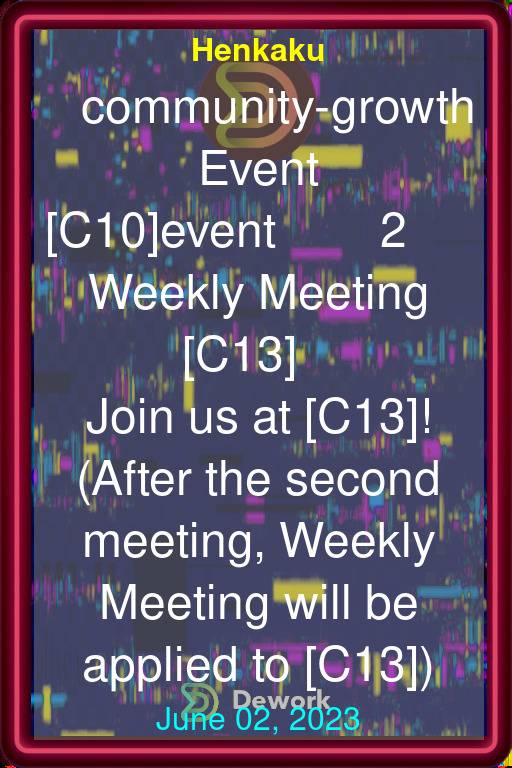 Henkaku
community-growth
Event
[C10]event 2
Weekly Meeting
[C13]
Join us at [C13]!
(After the second
meeting, Weekly
Meeting will be
applied to [C13])
Dework
June 02, 2023